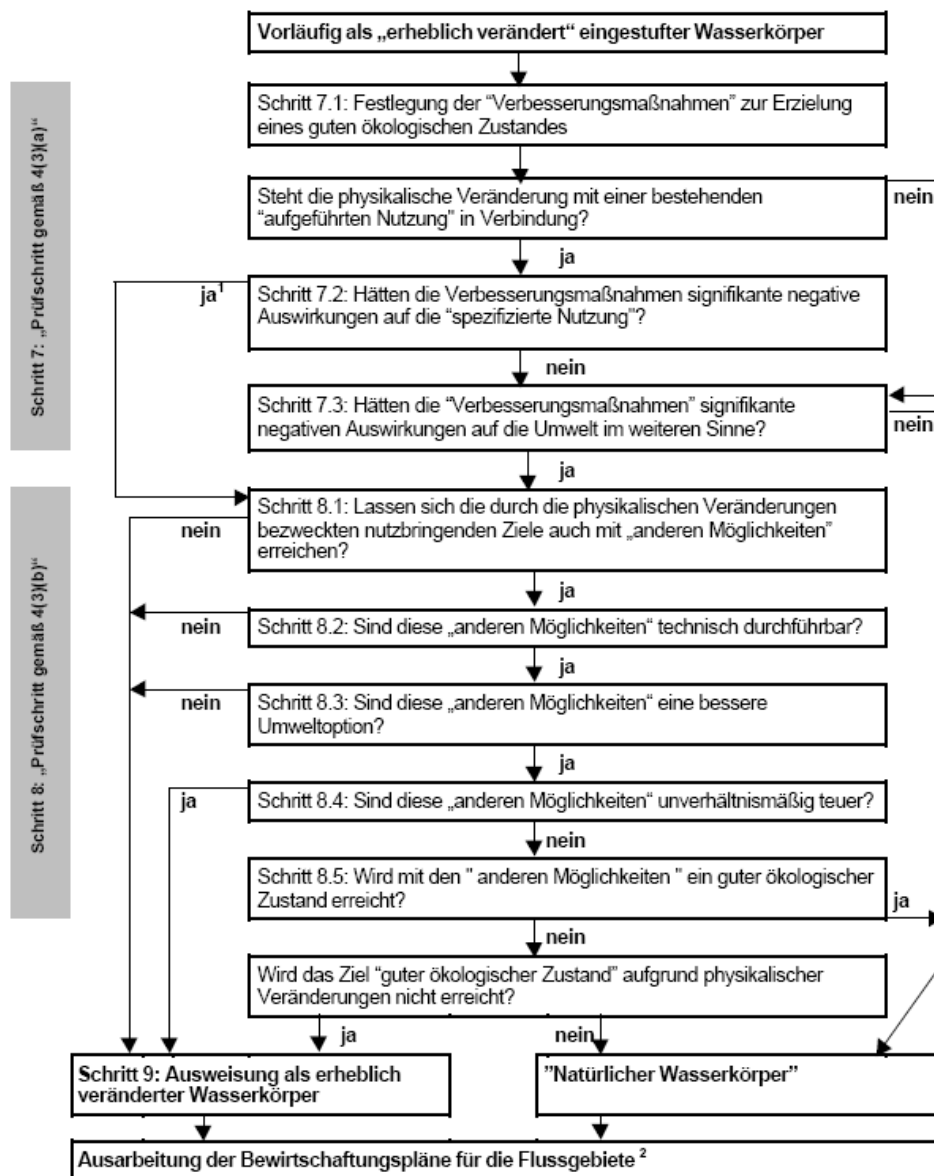 Vorläufig als „erheblich verändert“ eingestufter Wasserkörper
Schritt 7: „Prüfschritt gemäß 4(3)(a)“
Schritt 7.1: Festlegung der “Verbesserungsmaßnahmen” zur Erzielung
eines guten ökologischen Zustandes
Steht die physikalische Veränderung mit einer bestehenden
“aufgeführten Nutzung” in Verbindung?
nein
ja
ja¹
Schritt 7.2: Hätten die Verbesserungsmaßnahmen signifikante negative
Auswirkungen auf die “spezifizierte Nutzung”?
nein
Schritt 7.3: Hätten die “Verbesserungsmaßnahmen” signifikante
negativen Auswirkungen auf die Umwelt im weiteren Sinne?
nein
ja
Schritt 8: „Prüfschritt gemäß 4(3)(b)“
Schritt 8.1: Lassen sich die durch die physikalischen Veränderungen
bezweckten nutzbringenden Ziele auch mit „anderen Möglichkeiten”
erreichen?
nein
ja
nein
Schritt 8.2: Sind diese „anderen Möglichkeiten“ technisch durchführbar?
ja
nein
Schritt 8.3: Sind diese „anderen Möglichkeiten“ eine bessere
Umweltoption?
ja
ja
Schritt 8.4: Sind diese „anderen Möglichkeiten“ unverhältnismäßig teuer?
nein
Schritt 8.5: Wird mit den " anderen Möglichkeiten " ein guter ökologischer
Zustand erreicht?
ja
nein
Wird das Ziel “guter ökologischer Zustand” aufgrund physikalischer
Veränderungen nicht erreicht?
ja
nein
Schritt 9: Ausweisung als erheblich
veränderter Wasserkörper
”Natürlicher Wasserkörper”
Ausarbeitung der Bewirtschaftungspläne für die Flussgebiete ²